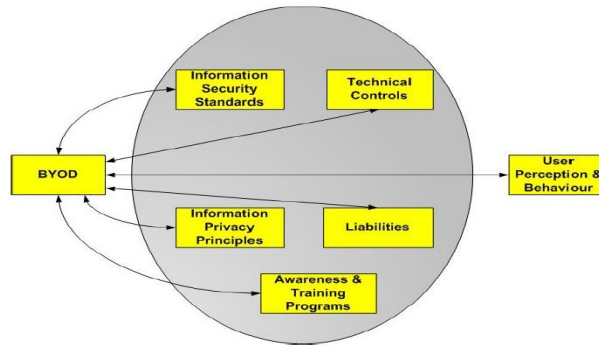 Information
Security
Standards
Technical
Controls
BYOD
User
Perception &
Behaviour
Information
Privacy
Principles
Liabilities
Awareness &
Training
Programs